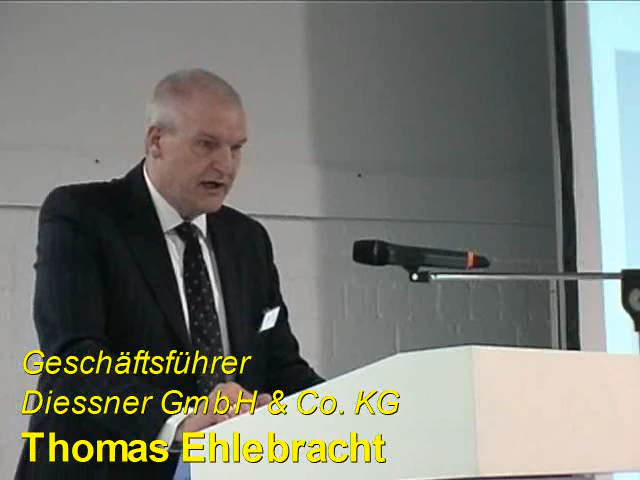 Geschäftsführer
Diessner GmbH & Co. KG
Thomas Ehlebracht